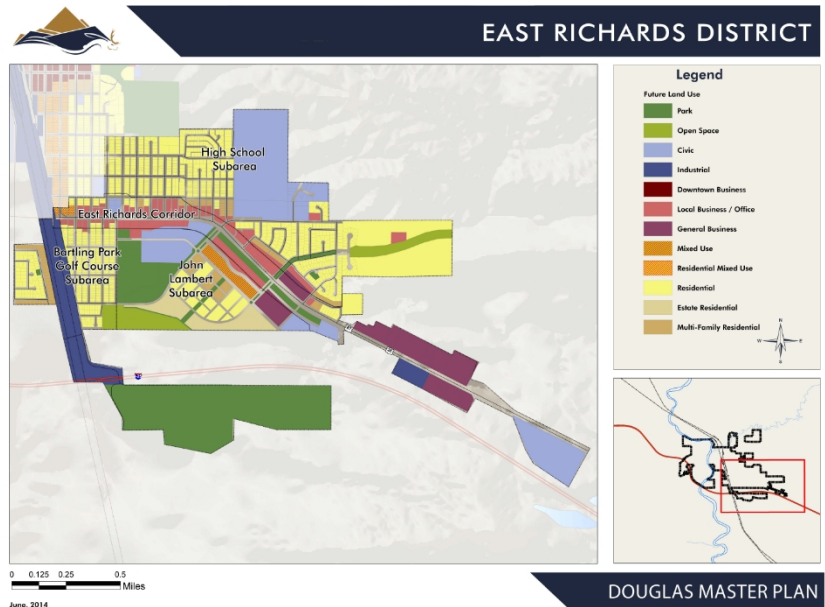 EAST RICHARDS DISTRICT
High School
Subarea
East Richards Corridor
Bartling Park
Golf Course
Subarea
John
Lambert
Subarea
Legend
Future Land Use
Park
Open Space
Civic
Industrial
Downtown Business
Local Business / Office
General Business
Mixed Use
Residential Mixed Use
Residential
Estate Residential
Multi-Family Residential
N
W E
S
0 0.125 0.25 0.5
Miles
June, 2014
DOUGLAS MASTER PLAN